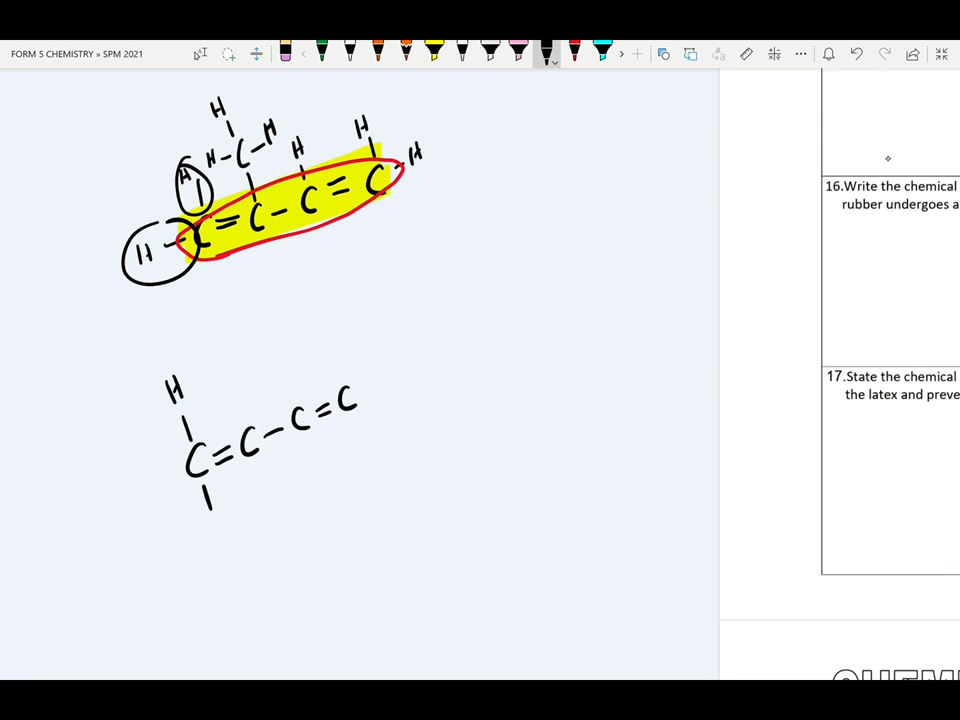 FORM 5 CHEMISTRY » SPM 2021
H
H - C - H H H
H C = C - C = C - H
H
16.Write the chemical
rubber undergoes a
17.State the chemical
the latex and preve
H
C = C - C = C